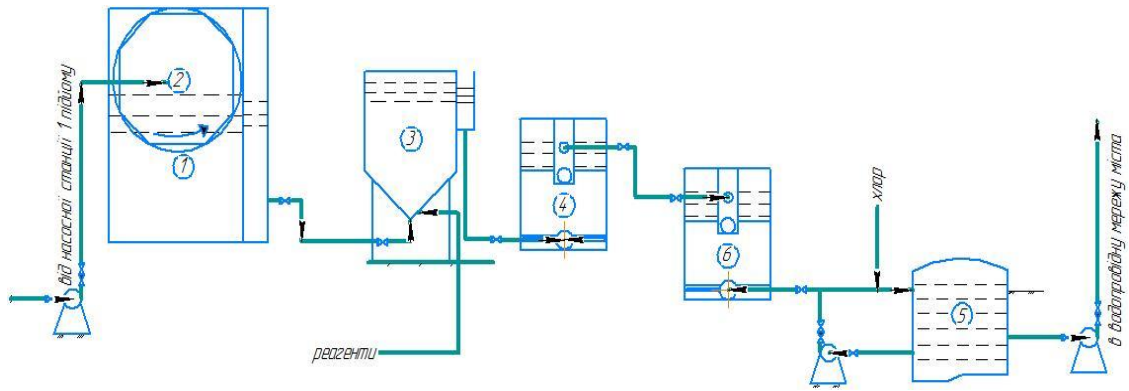 від насосної станції 1 підйому
2
1
3
реагенти
4
6
хлор
5
в водопровідну мережу міста